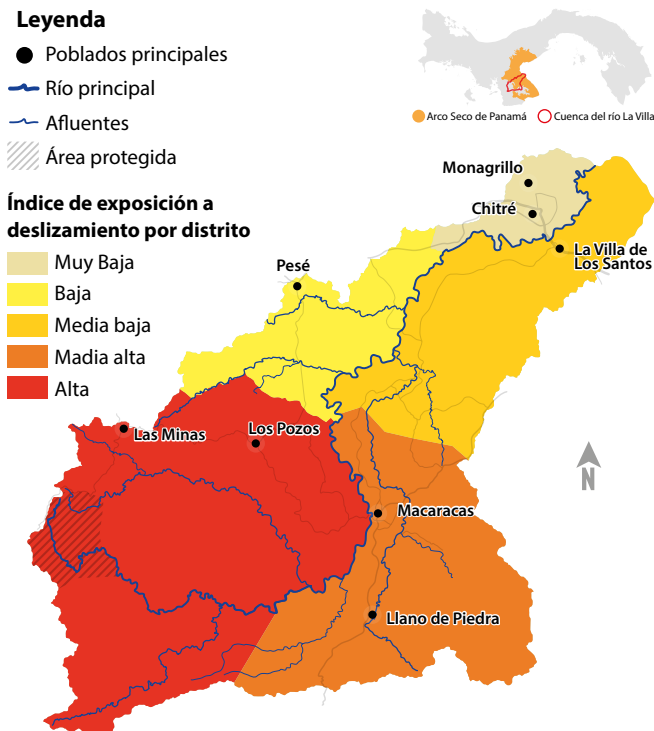 Leyenda
Poblados principales
Río principal
Afluentes
Área protegida
Índice de exposición a
deslizamiento por distrito
Muy Baja
Baja
Media baja
Madia alta
Alta
Arco Seco de Panamá
Cuenca del río La Villa
Monagrillo
Chitré
La Villa de
Los Santos
Pesé
Las Minas
Los Pozos
Macaracas
Llano de Piedra
N